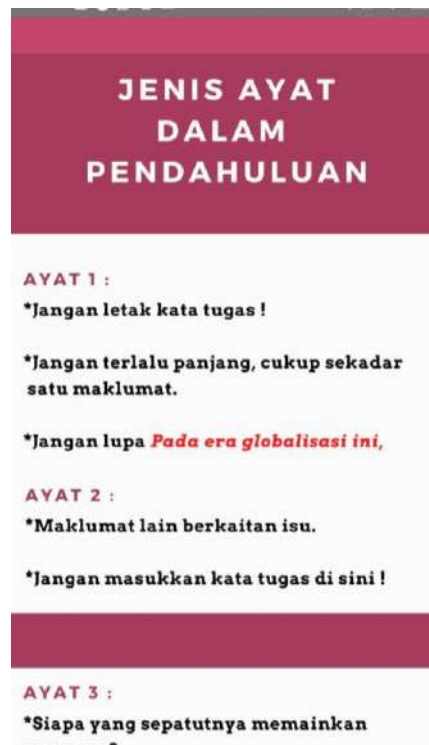 JENIS AYAT
DALAM
PENDAHULUAN
AYAT 1 :
*Jangan letak kata tugas !
*Jangan terlalu panjang, cukup sekadar
satu maklumat.
*Jangan lupa Pada era globalisasi ini,
AYAT 2 :
*Maklumat lain berkaitan isu.
*Jangan masukkan kata tugas di sini !
AYAT 3 :
*Siapa yang sepatutnya memainkan